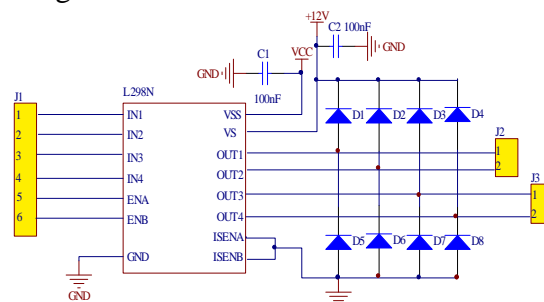 +12V
C2 100nF
GND
C1
VCC
GND
100nF
J1
L298N
1
2
3
4
5
6
IN1
IN2
IN3
IN4
ENA
ENB
GND
VSS
VS
OUT1
OUT2
OUT3
OUT4
ISENA
ISENB
D1
D2
D3
D4
D5
D6
D7
D8
J2
1
2
J3
1
2
GND